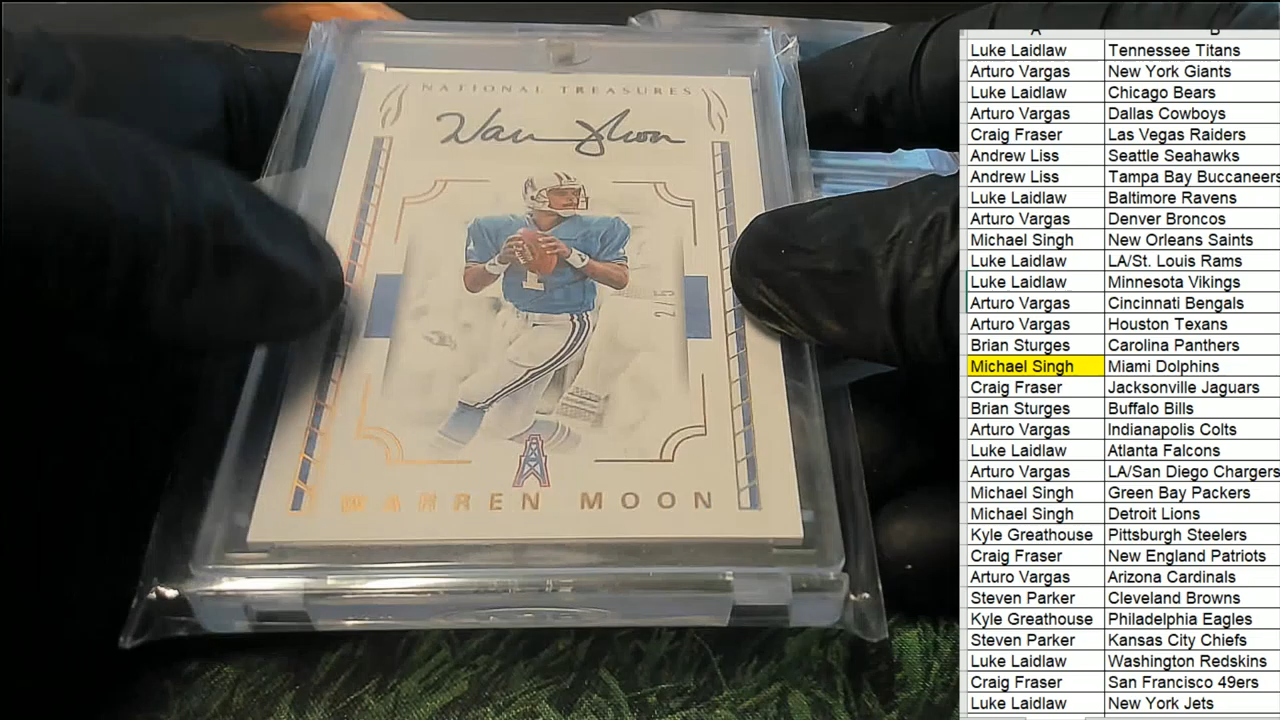 NATIONAL TREASURES
Warren Moon
1
2/5
WARREN MOON
A B
Luke Laidlaw Tennessee Titans
Arturo Vargas New York Giants
Luke Laidlaw Chicago Bears
Arturo Vargas Dallas Cowboys
Craig Fraser Las Vegas Raiders
Andrew Liss Seattle Seahawks
Andrew Liss Tampa Bay Buccaneers
Luke Laidlaw Baltimore Ravens
Arturo Vargas Denver Broncos
Michael Singh New Orleans Saints
Luke Laidlaw LA/St. Louis Rams
Luke Laidlaw Minnesota Vikings
Arturo Vargas Cincinnati Bengals
Arturo Vargas Houston Texans
Brian Sturges Carolina Panthers
Michael Singh Miami Dolphins
Craig Fraser Jacksonville Jaguars
Brian Sturges Buffalo Bills
Arturo Vargas Indianapolis Colts
Luke Laidlaw Atlanta Falcons
Arturo Vargas LA/San Diego Chargers
Michael Singh Green Bay Packers
Michael Singh Detroit Lions
Kyle Greathouse Pittsburgh Steelers
Craig Fraser New England Patriots
Arturo Vargas Arizona Cardinals
Steven Parker Cleveland Browns
Kyle Greathouse Philadelphia Eagles
Steven Parker Kansas City Chiefs
Luke Laidlaw Washington Redskins
Craig Fraser San Francisco 49ers
Luke Laidlaw New York Jets